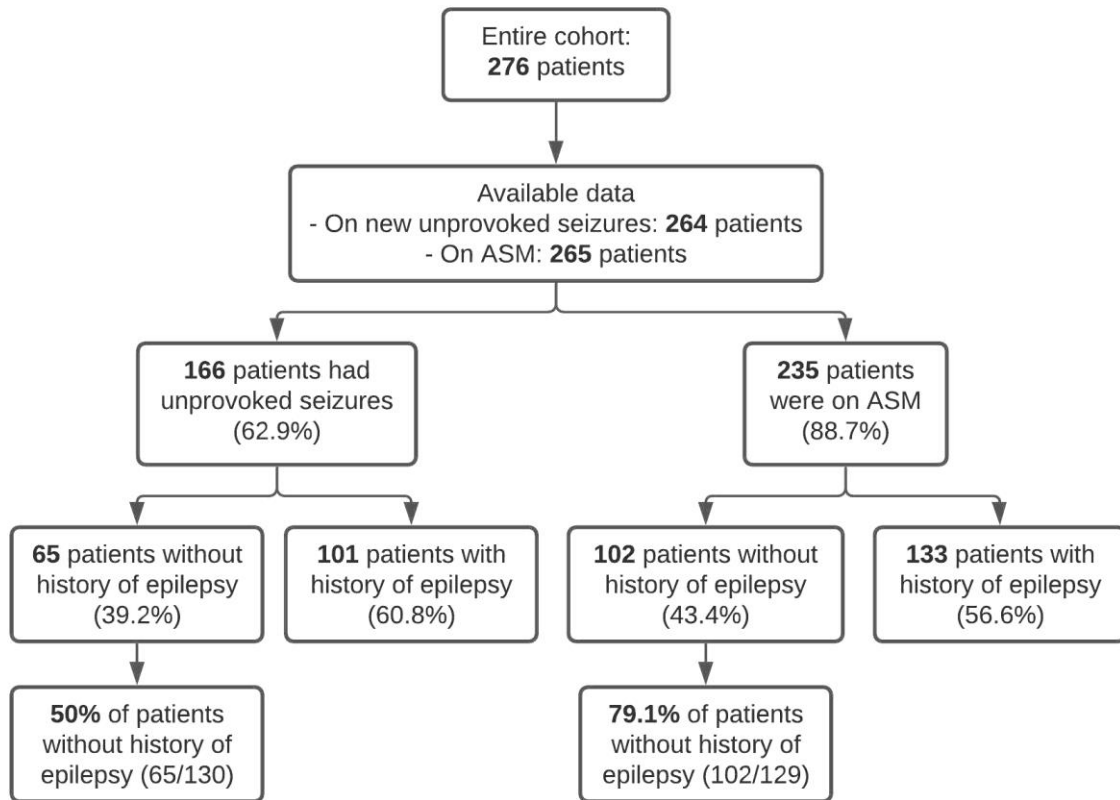 Entire cohort:
276 patients
Available data
- On new unprovoked seizures: 264 patients
- On ASM: 265 patients
166 patients had
unprovoked seizures
(62.9%)
235 patients
were on ASM
(88.7%)
65 patients without
history of epilepsy
(39.2%)
101 patients with
history of epilepsy
(60.8%)
102 patients without
history of epilepsy
(43.4%)
133 patients with
history of epilepsy
(56.6%)
50% of patients
without history of
epilepsy (65/130)
79.1% of patients
without history of
epilepsy (102/129)